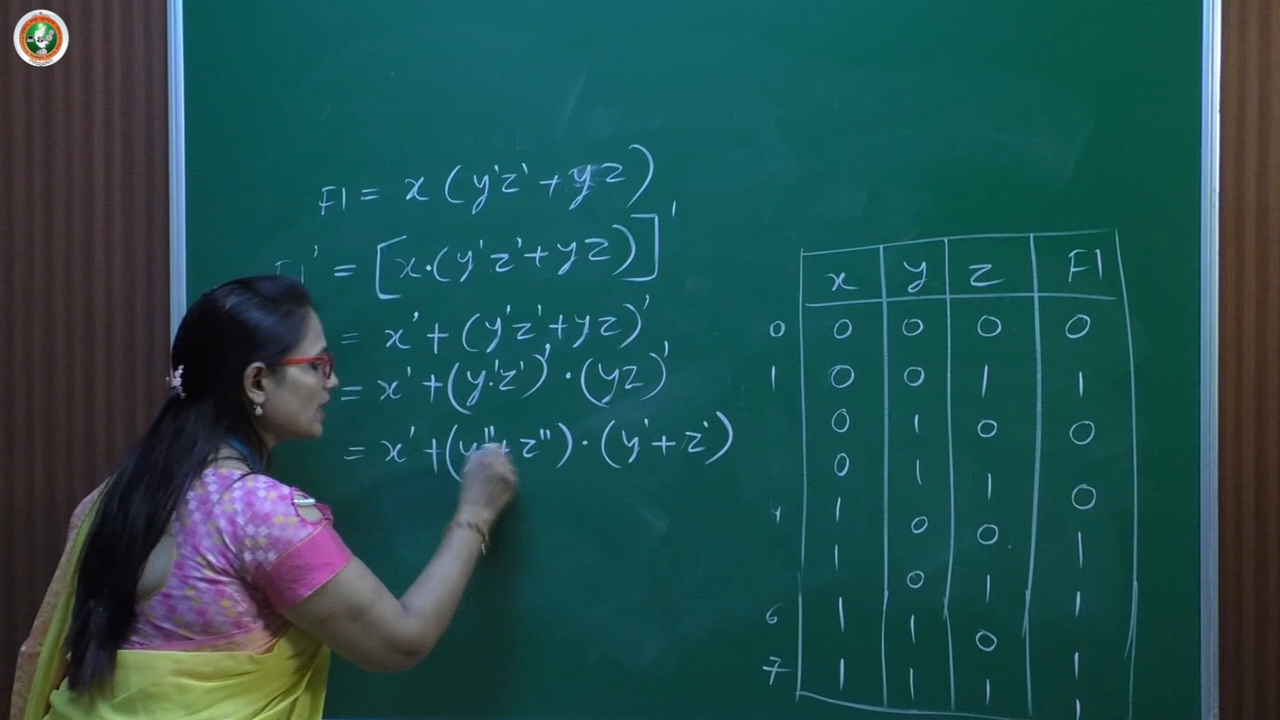 F1 = x (y'z' + yz)
F1' = [x·(y'z' + yz)]'
= x' + (y'z' + yz)'
= x' + (y'·z')' · (yz)'
= x' + (y'' + z'') · (y' + z')
x y z F1
0 0 0 0 0
1 0 0 1 1
0 1 0 0
0 1 1 0
4 1 0 0 1
1 0 1 1
6 1 1 0 1
7 1 1 1 1